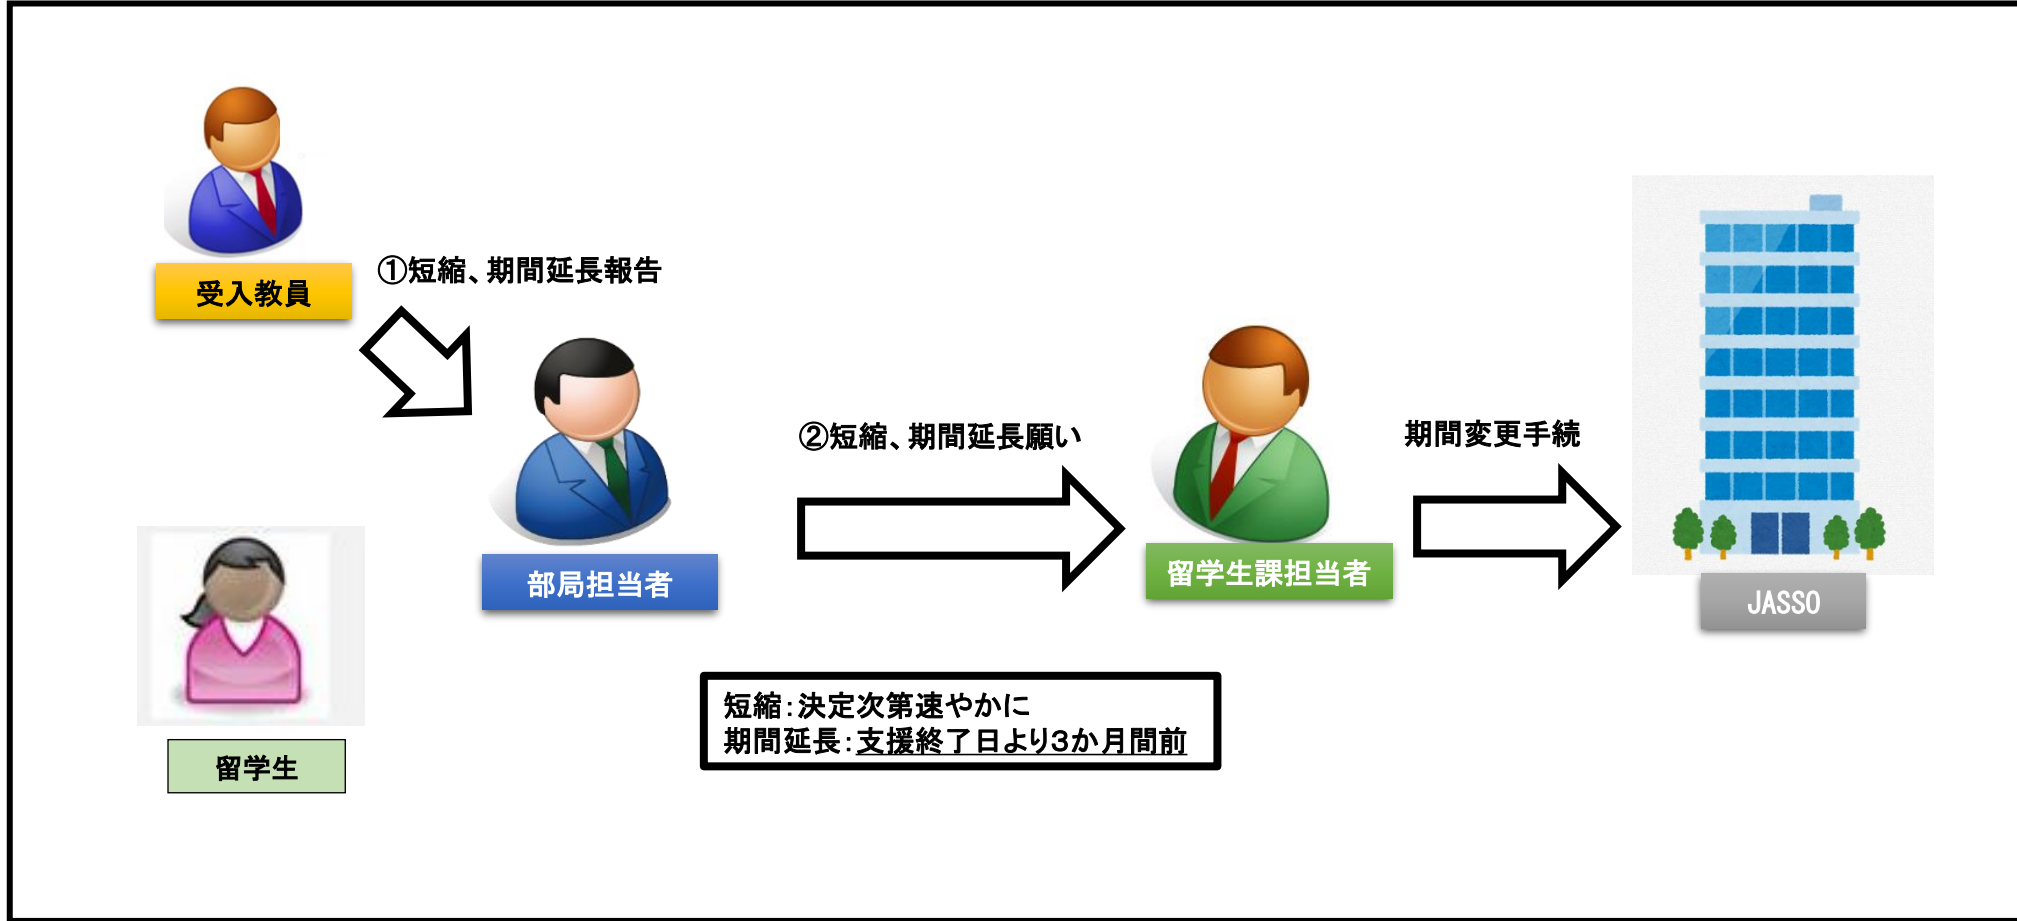 受入教員
①短縮、期間延長報告
②短縮、期間延長願い
期間変更手続
部局担当者
留学生課担当者
JASSO
短縮：決定次第速やかに
期間延長：支援終了日より3か月間前
留学生